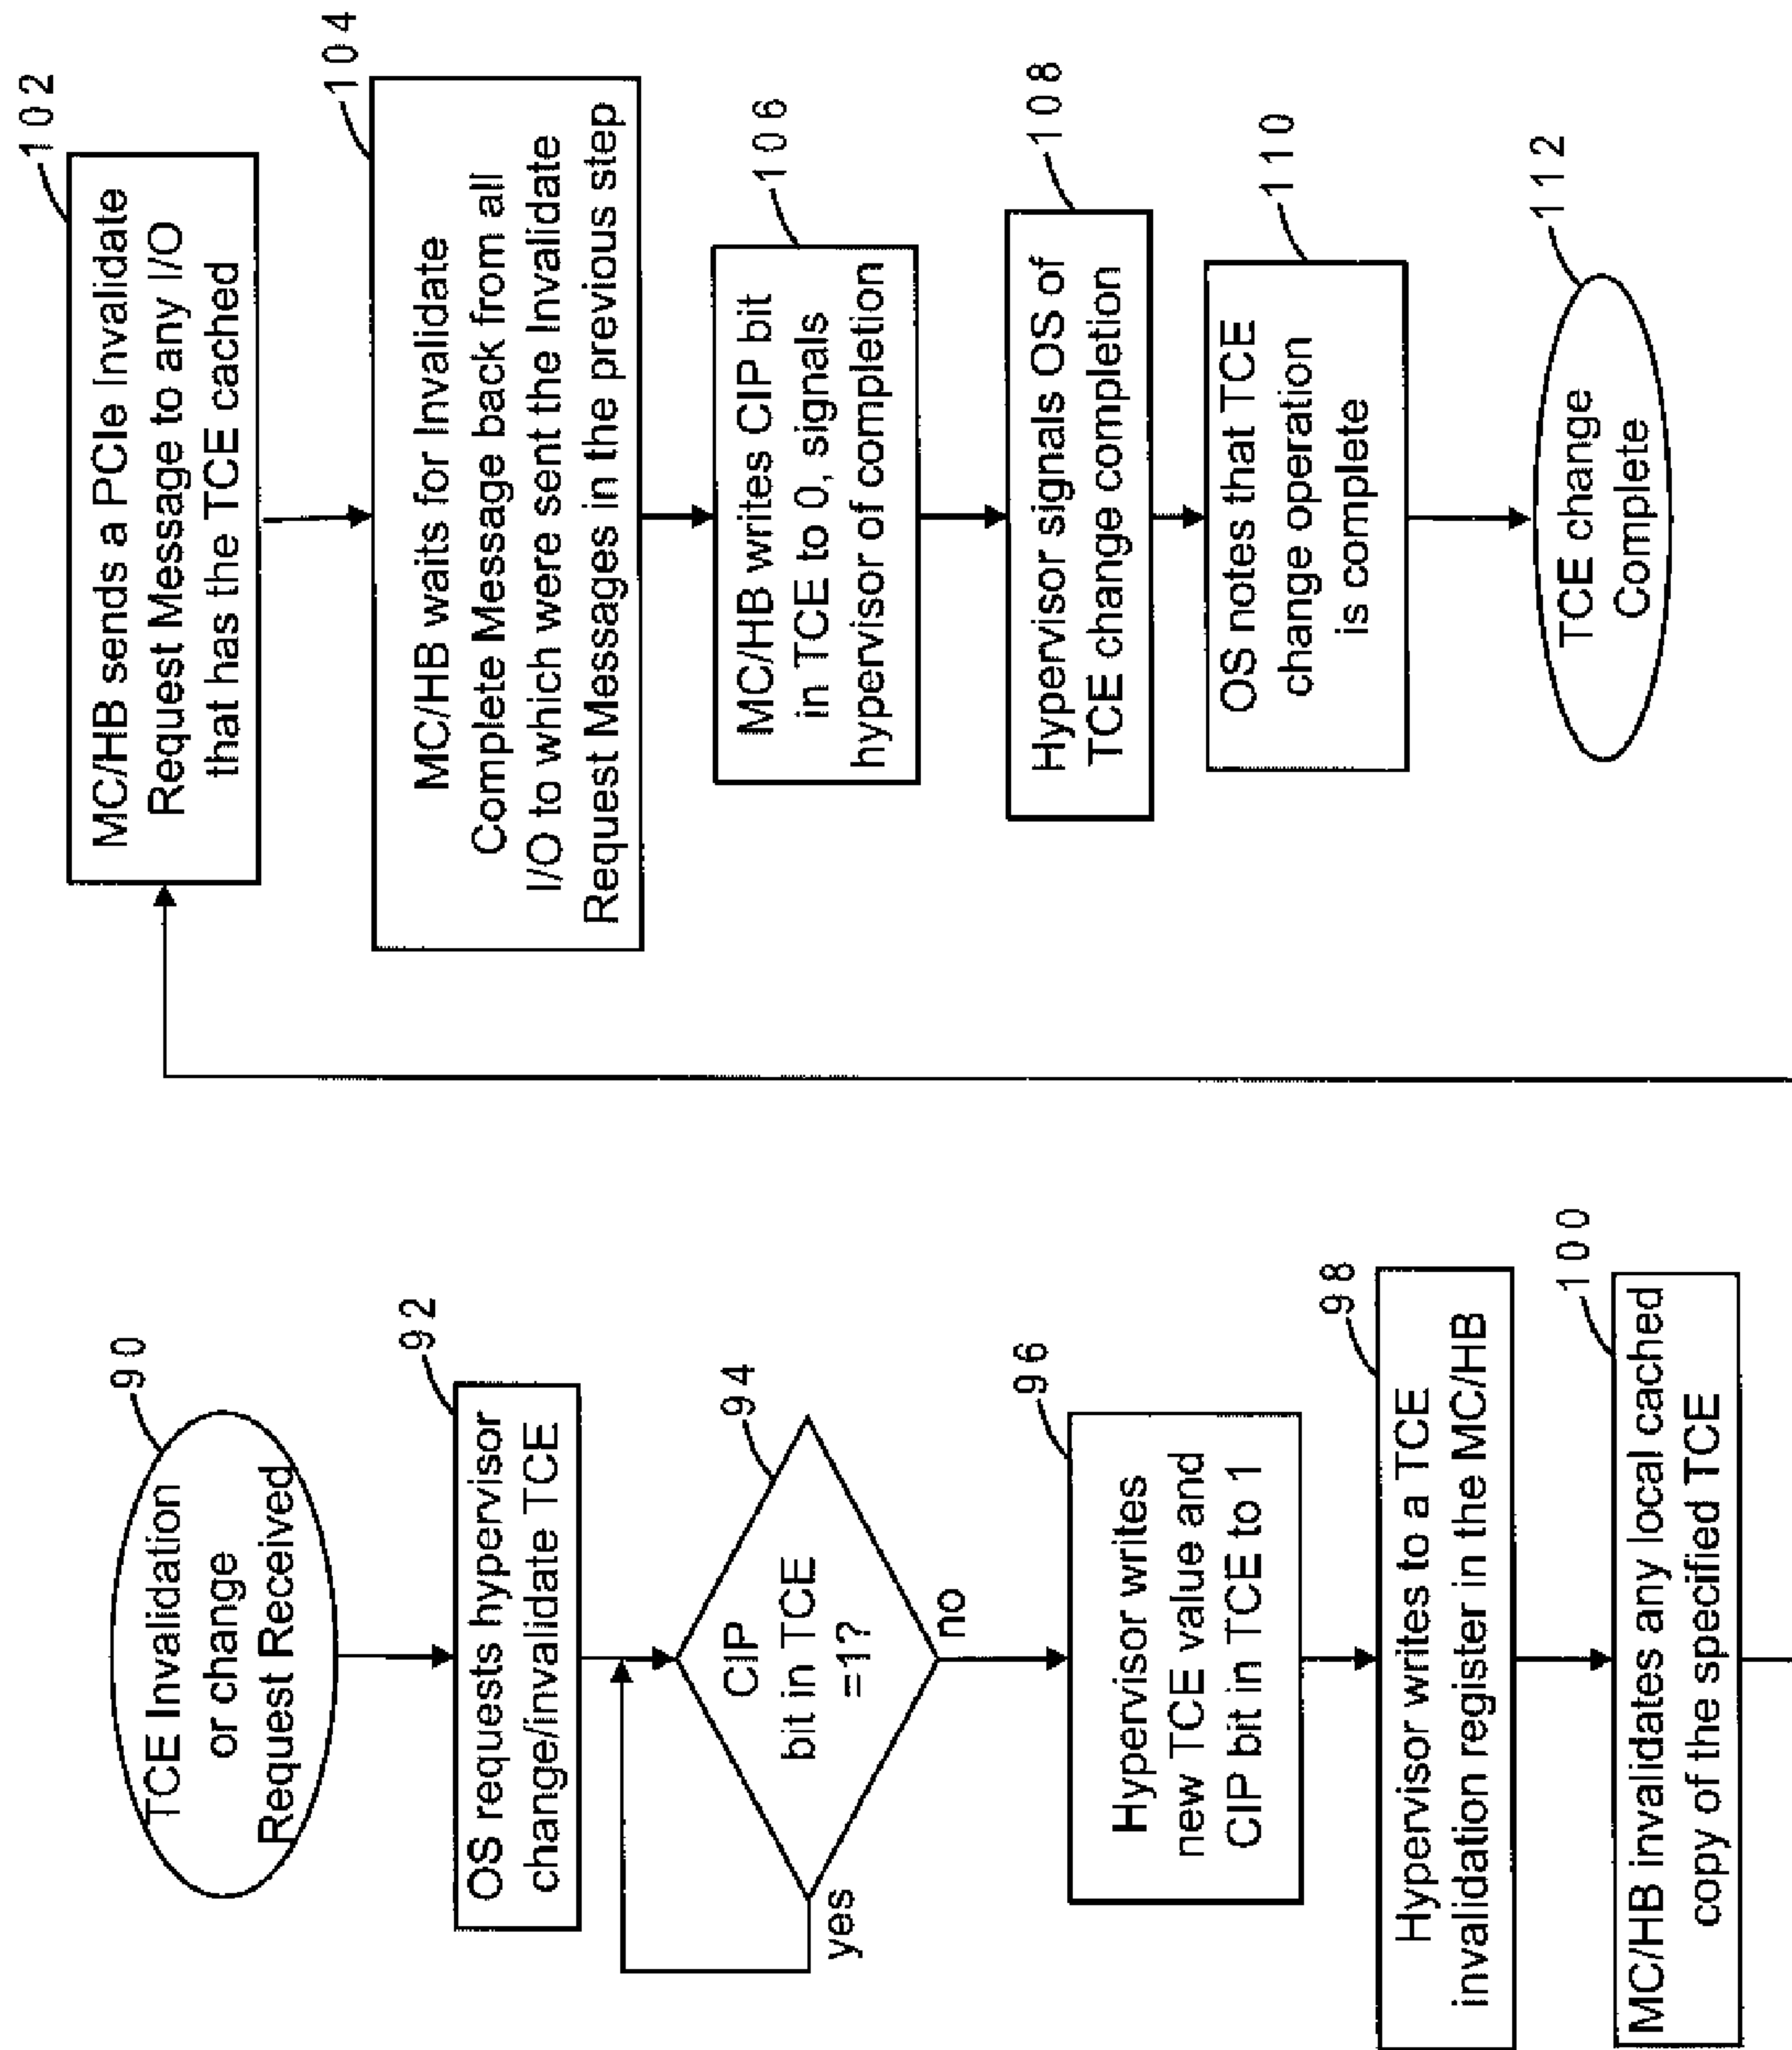 90
TCE Invalidation
or change
Request Received
92
OS requests hypervisor
change/invalidate TCE
94
CIP
bit in TCE
=1?
yes
no
96
Hypervisor writes
new TCE value and
CIP bit in TCE to 1
98
Hypervisor writes to a TCE
invalidation register in the MC/HB
100
MC/HB invalidates any local cached
copy of the specified TCE
102
MC/HB sends a PCIe Invalidate
Request Message to any I/O
that has the TCE cached
104
MC/HB waits for Invalidate
Complete Message back from all
I/O to which were sent the Invalidate
Request Messages in the previous step
106
MC/HB writes CIP bit
in TCE to 0, signals
hypervisor of completion
108
Hypervisor signals OS of
TCE change completion
110
OS notes that TCE
change operation
is complete
112
TCE change
Complete